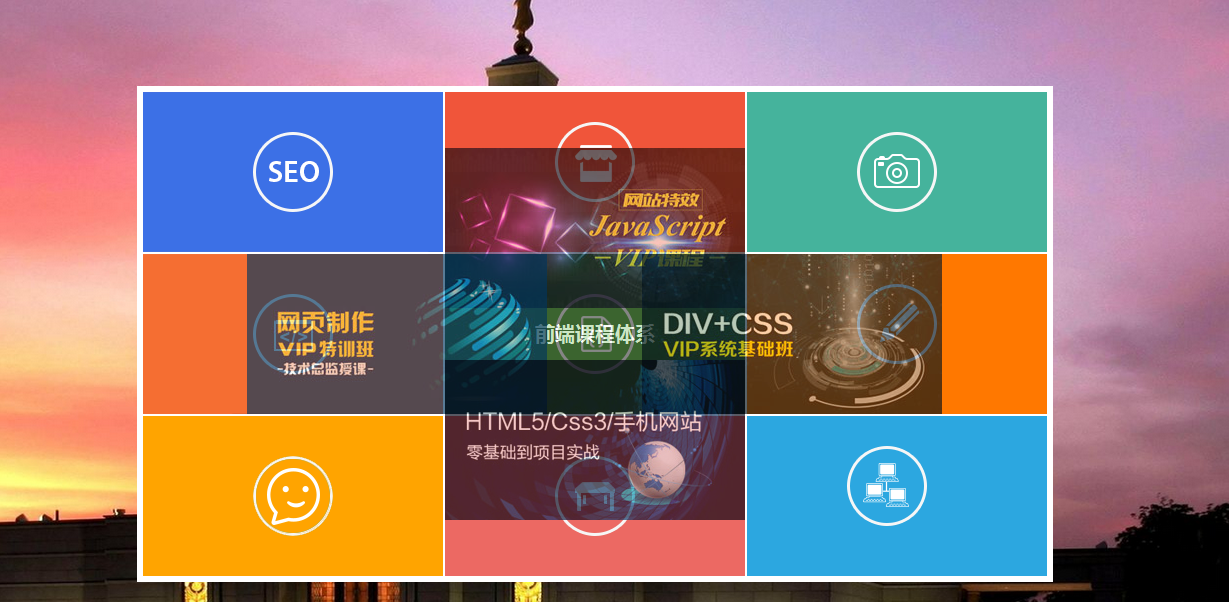 SEO
网站特效
JavaScript
VIP课程
网页制作
VIP特训班
-技术总监授课-
前端课程体系
DIV+CSS
VIP系统基础班
HTML5/Css3/手机网站
零基础到项目实战